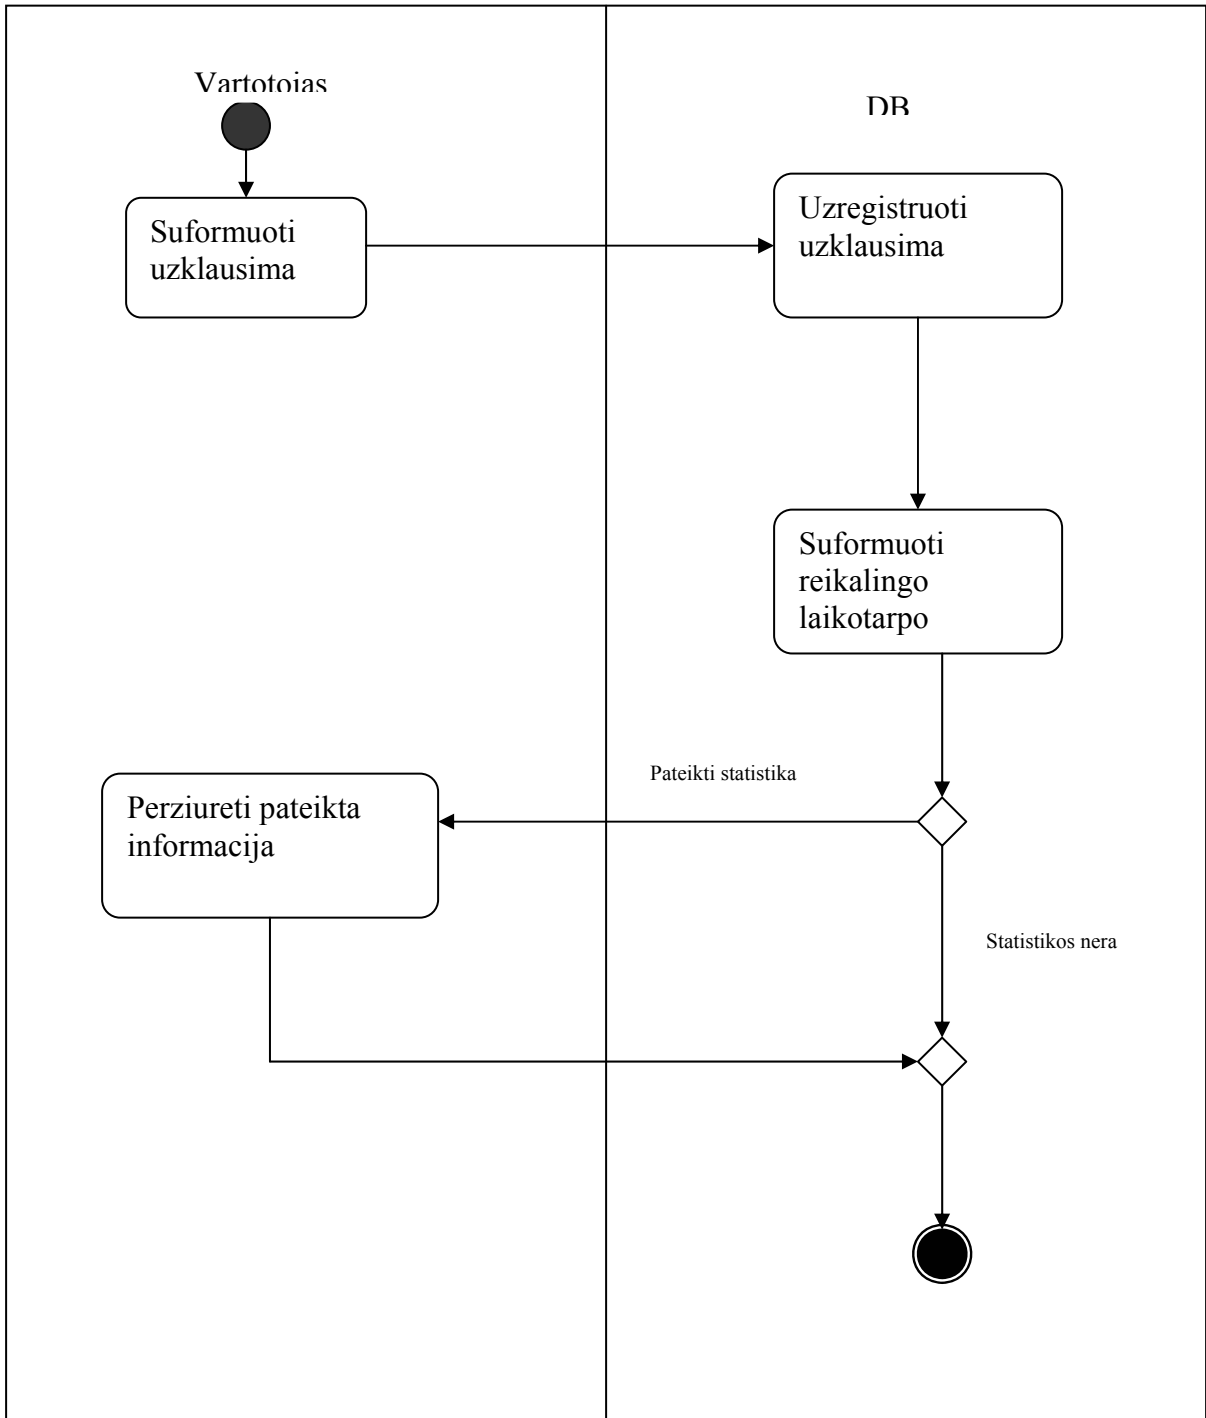 Vartotojas
DB
Suformuoti
uzklausima
Uzregistruoti
uzklausima
Suformuoti
reikalingo
laikotarpo
Pateikti statistika
Perziureti pateikta
informacija
Statistikos nera